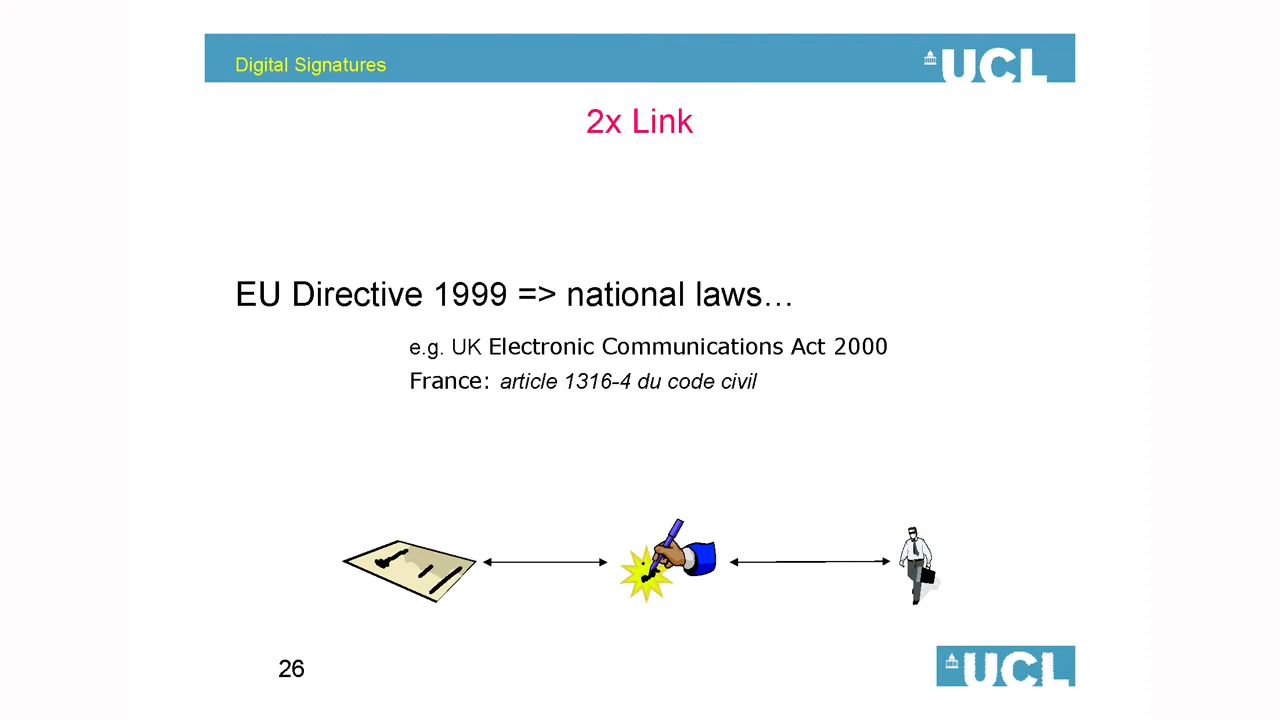 Digital Signatures
UCL
2x Link
EU Directive 1999 => national laws…
e.g. UK Electronic Communications Act 2000
France: article 1316-4 du code civil
26
UCL